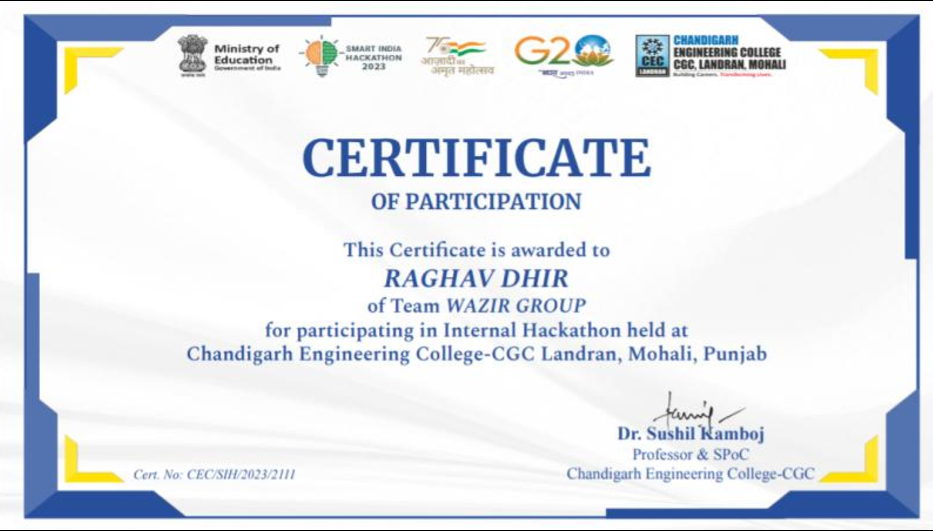 Ministry of
Education
Government of India
SMART INDIA
HACKATHON
2023
75
आज़ादी का
अमृत महोत्सव
G20
भारत 2023 INDIA
CEC
LANDRAN
CHANDIGARH
ENGINEERING COLLEGE
CGC, LANDRAN, MOHALI
Building Careers. Transforming Lives.
CERTIFICATE
OF PARTICIPATION
This Certificate is awarded to
RAGHAV DHIR
of Team WAZIR GROUP
for participating in Internal Hackathon held at
Chandigarh Engineering College-CGC Landran, Mohali, Punjab
Dr. Sushil Kamboj
Professor & SPoC
Chandigarh Engineering College-CGC
Cert. No: CEC/SIH/2023/2111